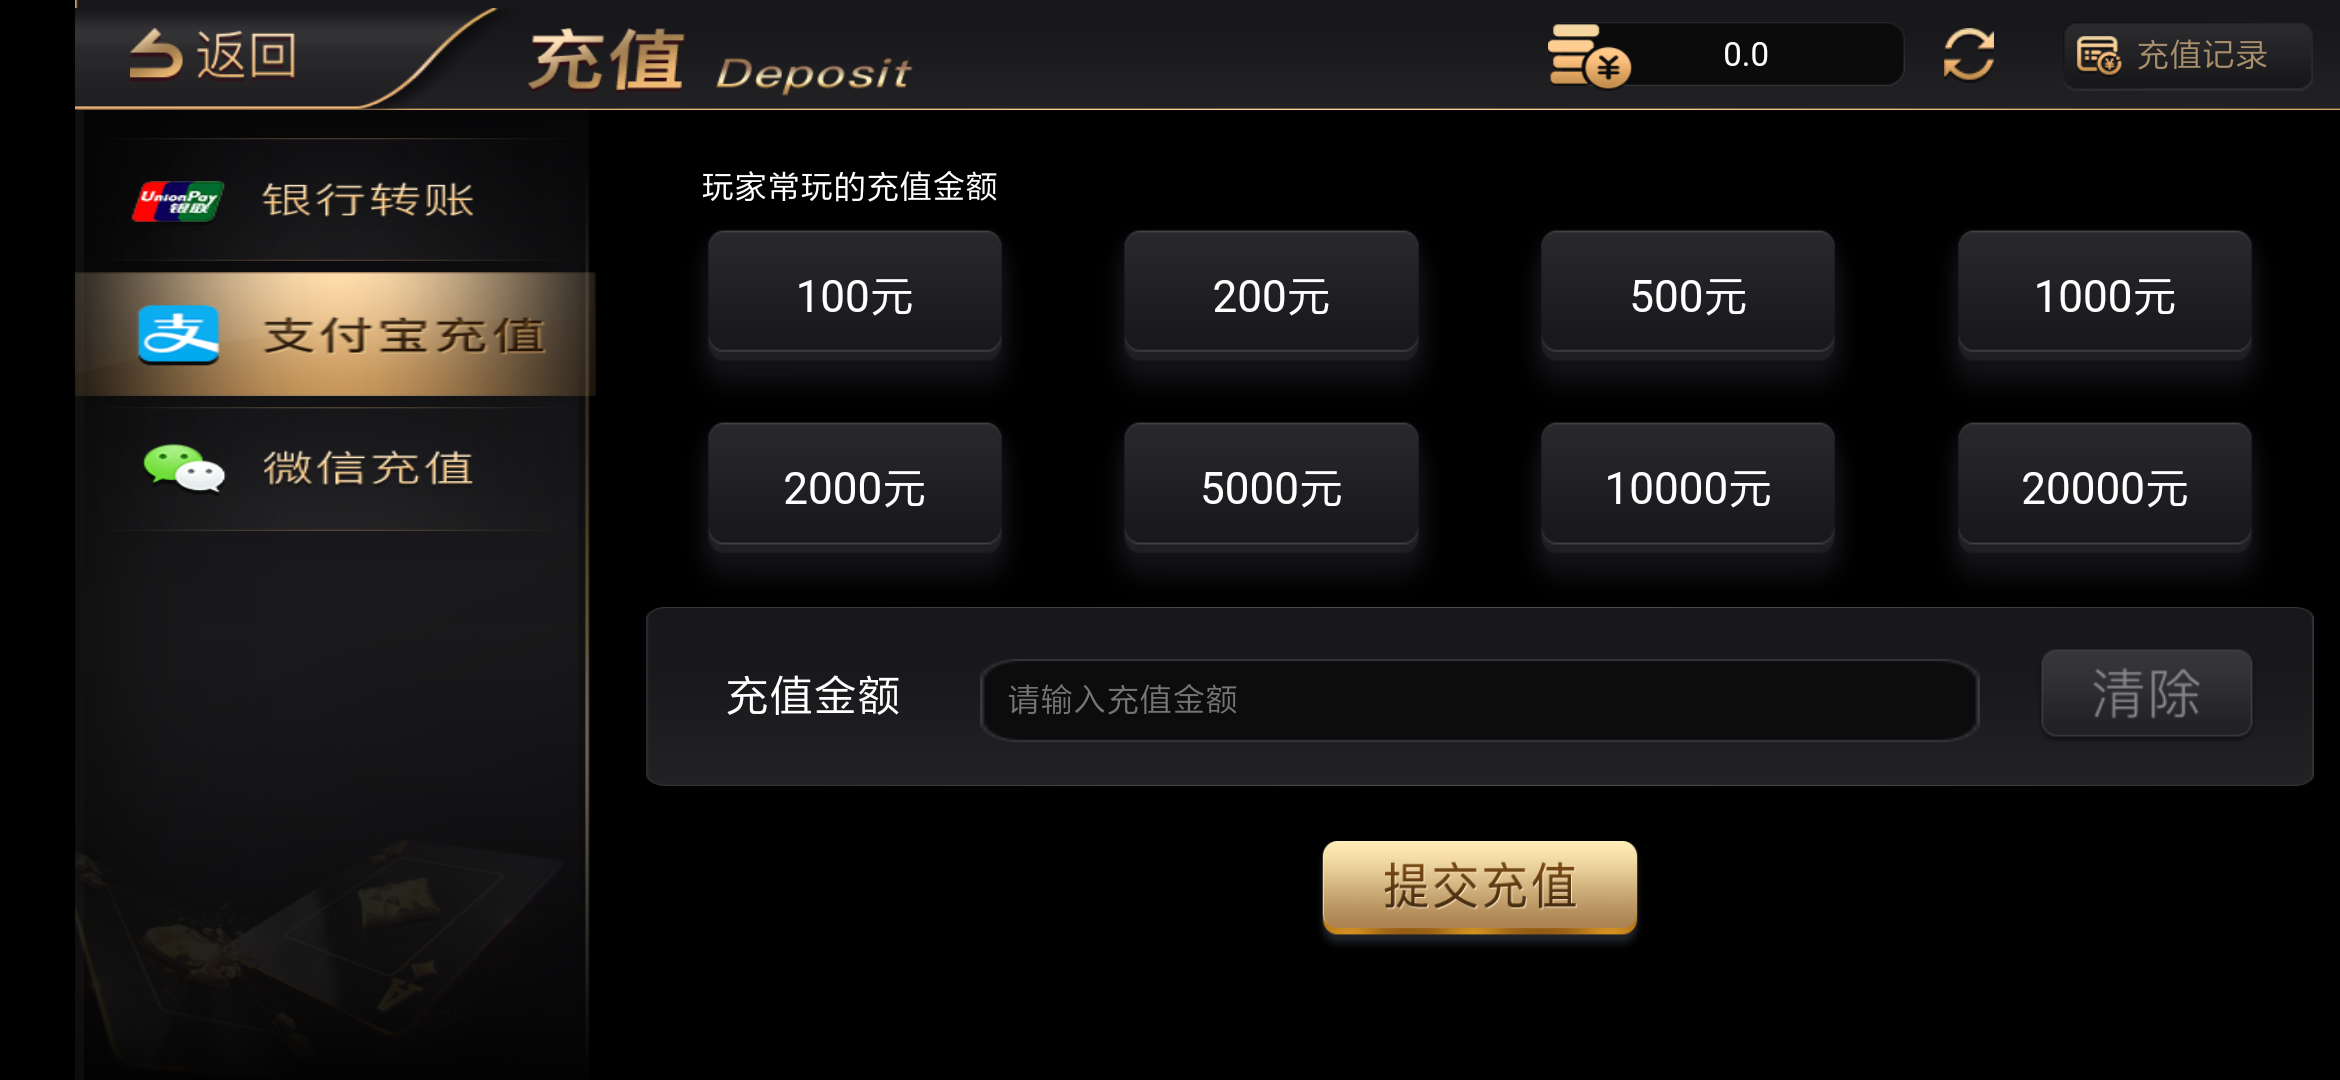 返回
充值 Deposit
0.0
充值记录
UnionPay
银联
银行转账
支付宝充值
微信充值
玩家常玩的充值金额
100元 200元 500元 1000元
2000元 5000元 10000元 20000元
充值金额 请输入充值金额 清除
提交充值